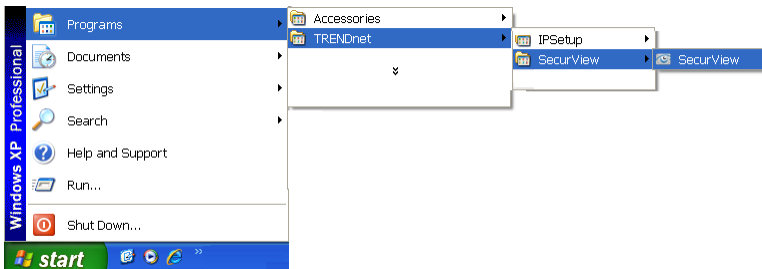 Windows XP Professional
Programs
Documents
Settings
Search
Help and Support
Run...
Shut Down...
start
Accessories
TRENDnet
IPSetup
SecurView
SecurView